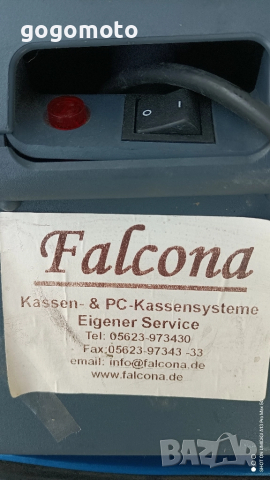 gogomoto
O I
Falcona
Kassen- & PC-Kassensysteme
Eigener Service
Tel: 05623-973430
Fax:05623-97343 -33
email: info@falcona.de
www.falcona.de
BAZAR